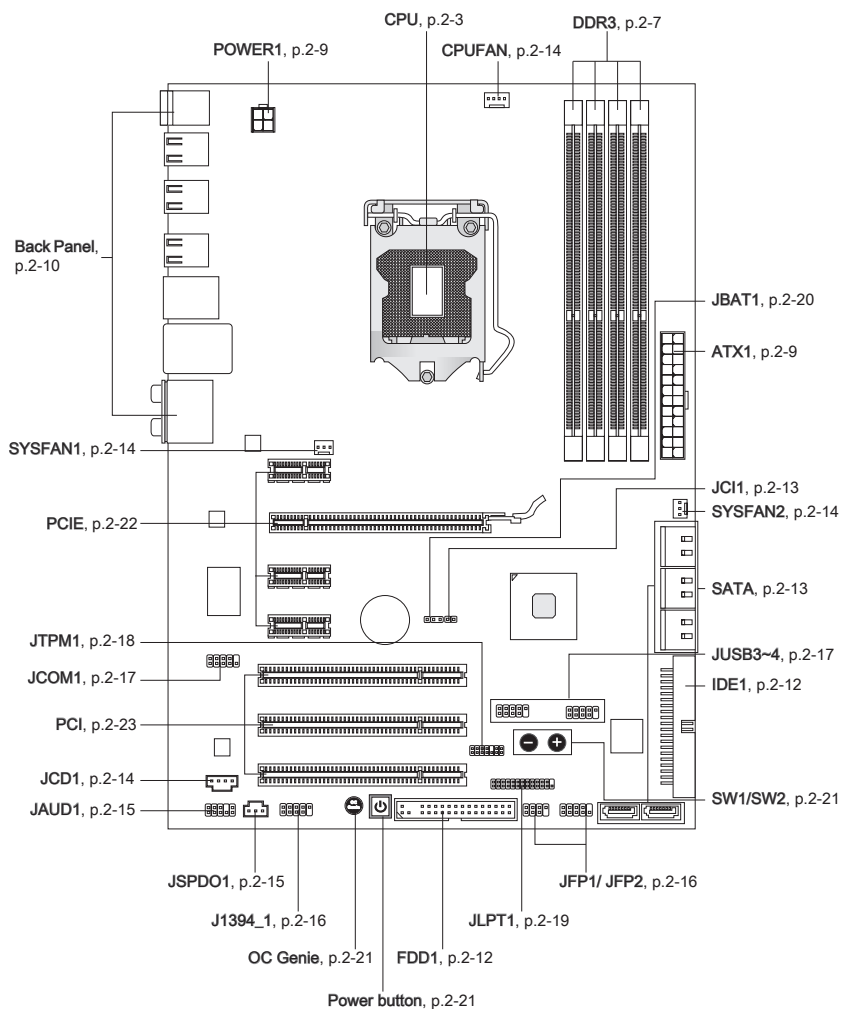 CPU, p.2-3
DDR3, p.2-7
POWER1, p.2-9
CPUFAN, p.2-14
Back Panel,
p.2-10
JBAT1, p.2-20
ATX1, p.2-9
SYSFAN1, p.2-14
JCI1, p.2-13
SYSFAN2, p.2-14
PCIE, p.2-22
SATA, p.2-13
JTPM1, p.2-18
JUSB3~4, p.2-17
JCOM1, p.2-17
IDE1, p.2-12
PCI, p.2-23
JCD1, p.2-14
SW1/SW2, p.2-21
JAUD1, p.2-15
JSPDO1, p.2-15
JFP1/ JFP2, p.2-16
J1394_1, p.2-16
JLPT1, p.2-19
OC Genie, p.2-21
FDD1, p.2-12
Power button, p.2-21